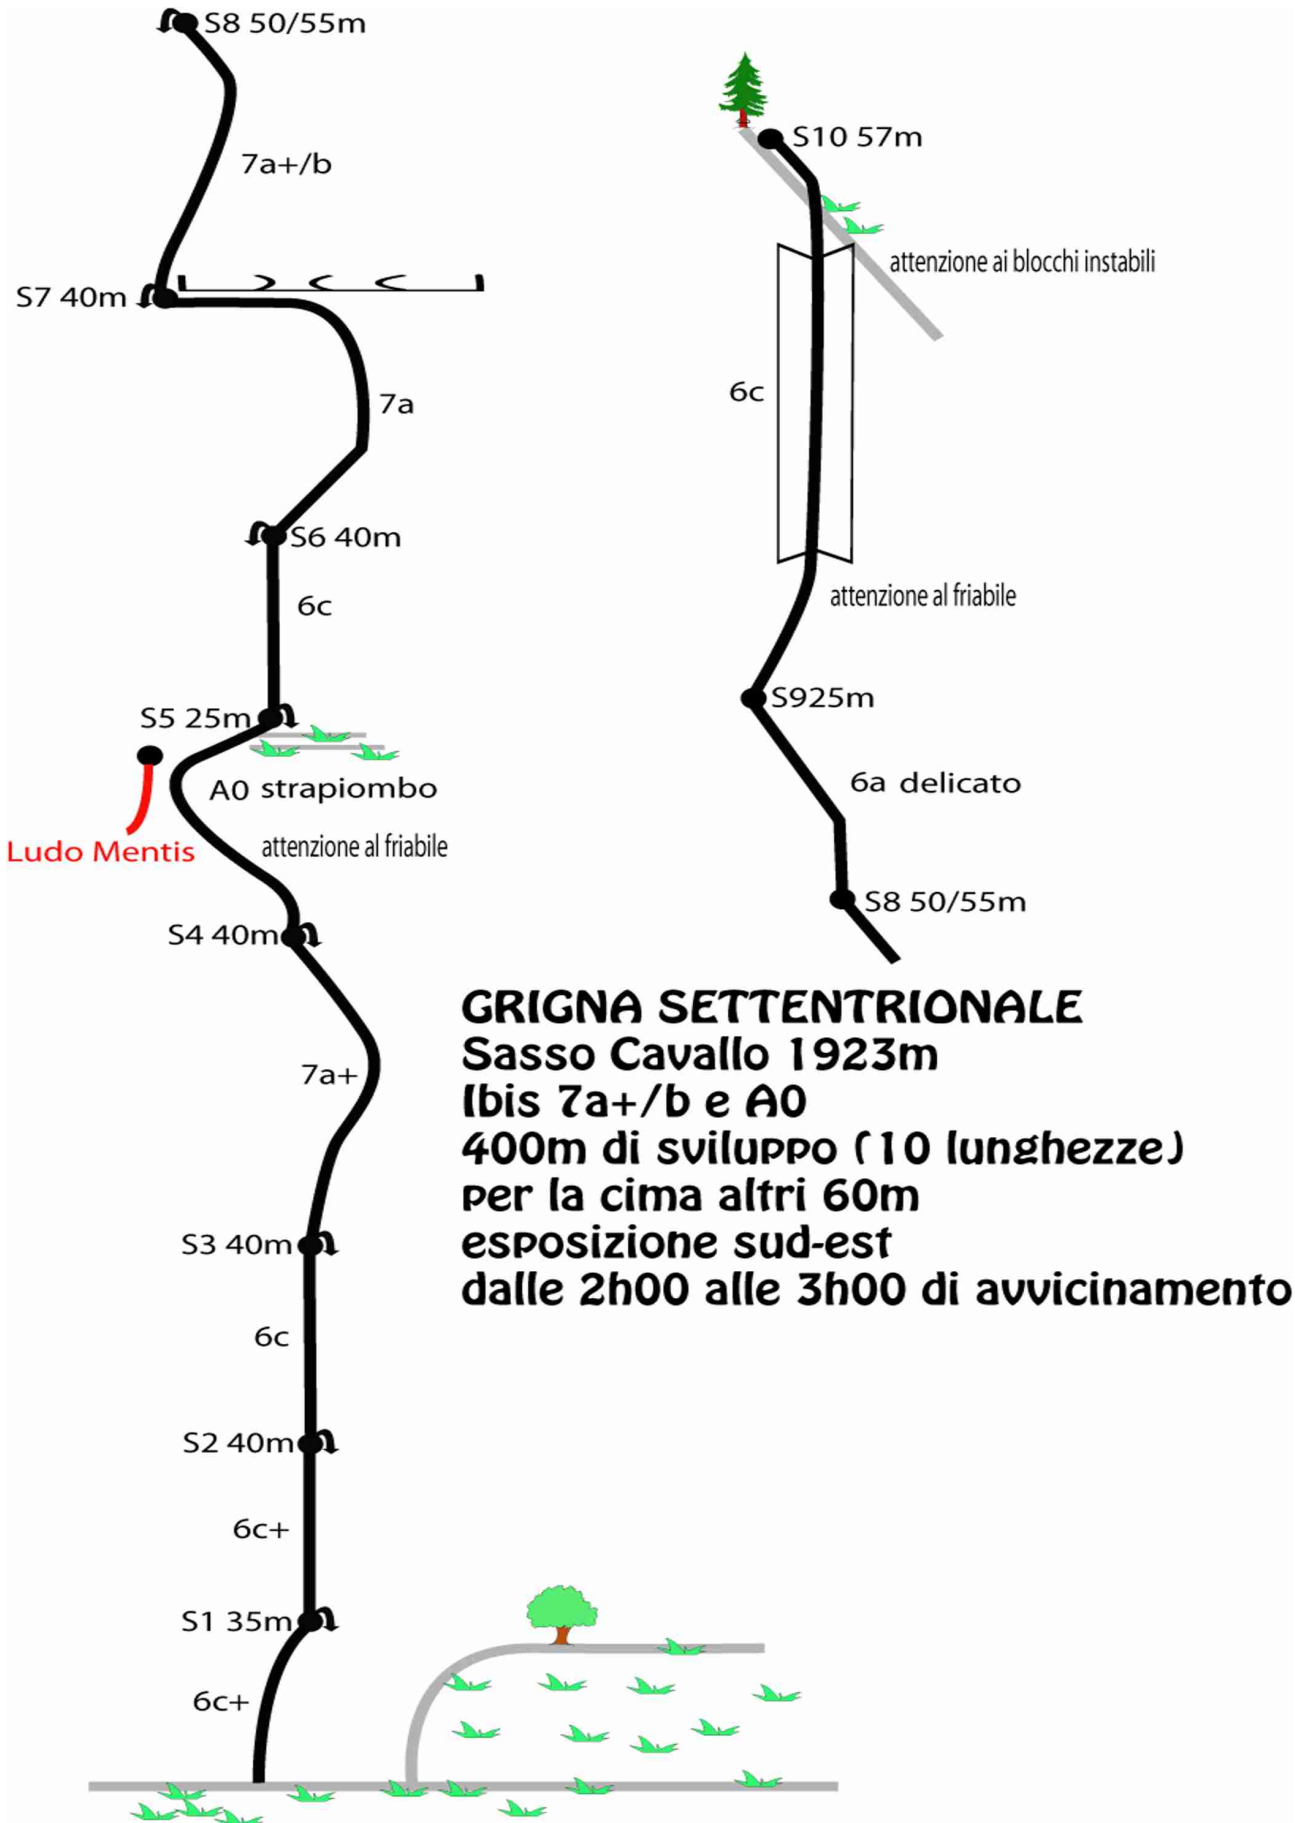 S8 50/55m
7a+/b
S7 40m
7a
S6 40m
6c
S5 25m
A0 strapiombo
Ludo Mentis
attenzione al friabile
S4 40m
7a+
S3 40m
6c
S2 40m
6c+
S1 35m
6c+
S10 57m
attenzione ai blocchi instabili
6c
attenzione al friabile
S925m
6a delicato
S8 50/55m
GRIGNA SETTENTRIONALE
Sasso Cavallo 1923m
Ibis 7a+/b e A0
400m di sviluppo (10 lunghezze)
per la cima altri 60m
esposizione sud-est
dalle 2h00 alle 3h00 di avvicinamento